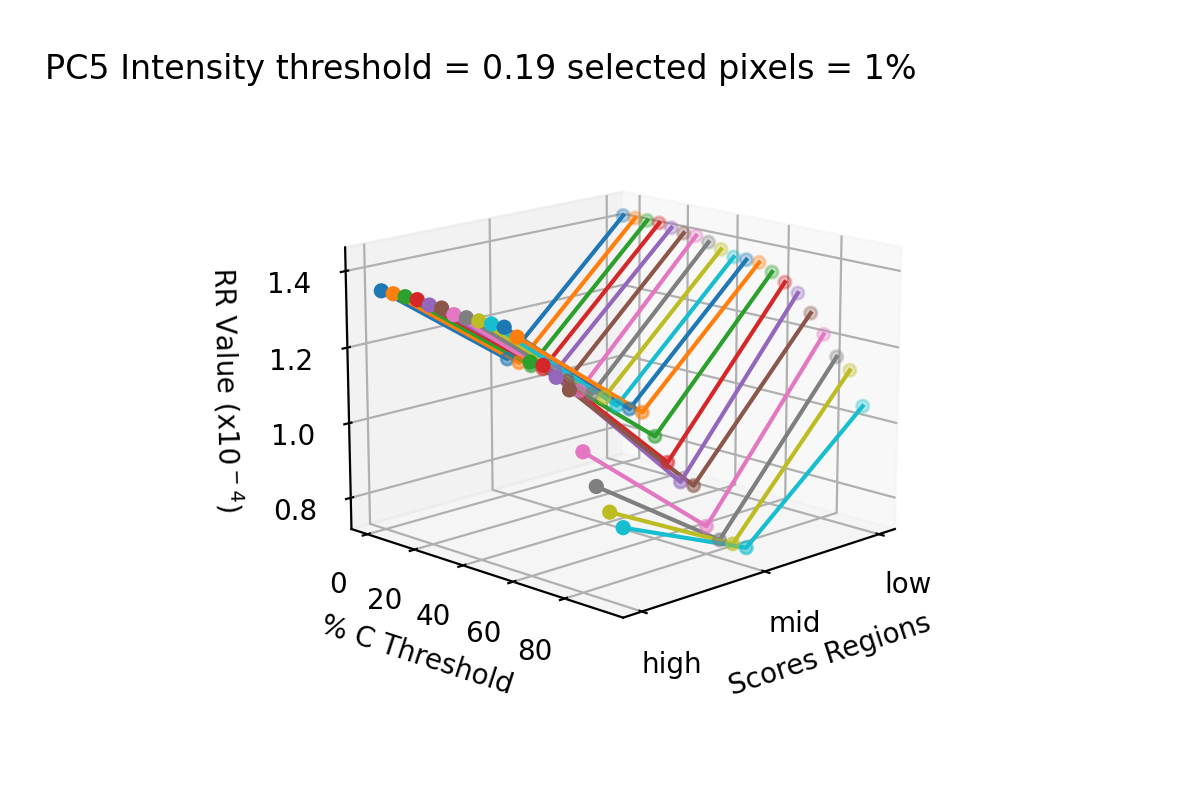 PC5 Intensity threshold = 0.19 selected pixels = 1%
RR Value (x10⁻⁴)
1.4
1.2
1.0
0.8
0
20
40
60
80
% C Threshold
high
mid
low
Scores Regions